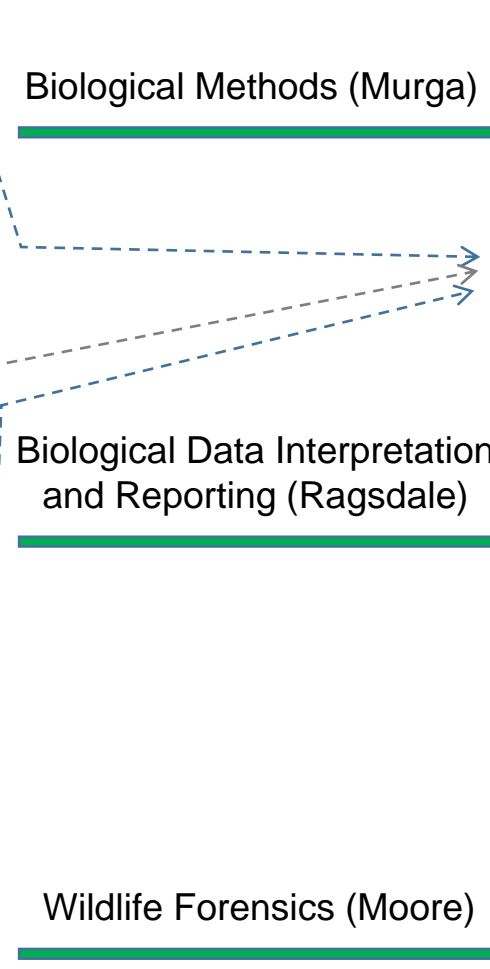 Biological Methods (Murga)
Biological Data Interpretation
and Reporting (Ragsdale)
Wildlife Forensics (Moore)